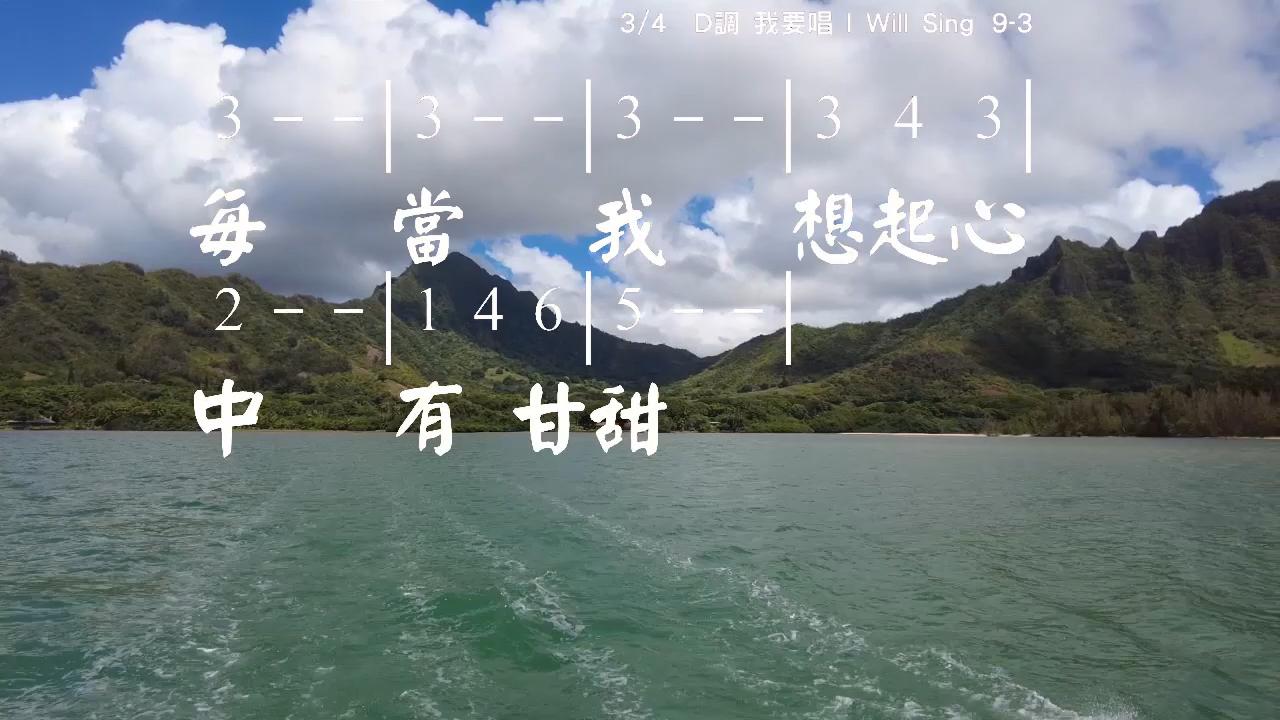 3/4 D調 我要唱 I Will Sing 9-3
3 – – | 3 – – | 3 – – | 3 4 3 |
每 當 我 想起心
2 – – | 1 4 6 | 5 – – |
中 有 甘甜